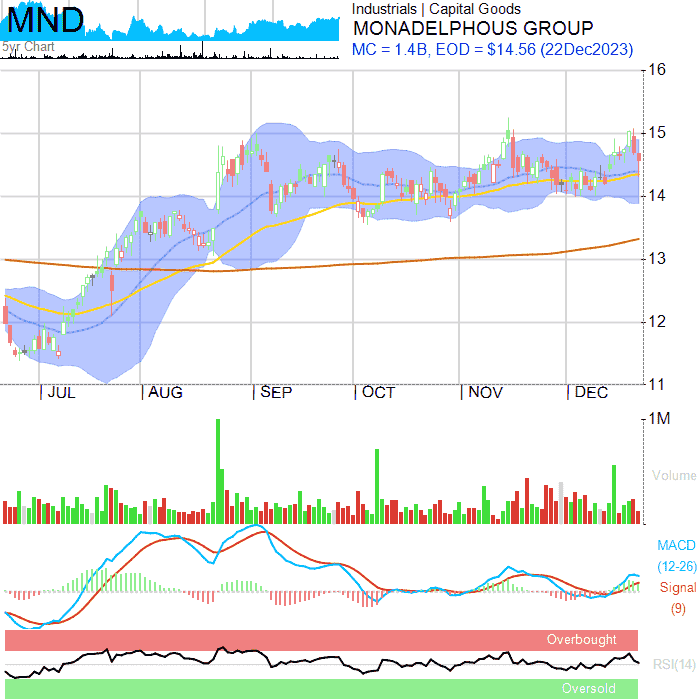 MND
5yr Chart
Industrials | Capital Goods
MONADELPHOUS GROUP
MC = 1.4B, EOD = $14.56 (22Dec2023)
16
15
14
13
12
11
JUL AUG SEP OCT NOV DEC
1M
Volume
MACD
(12-26)
Signal
(9)
Overbought
RSI(14)
Oversold